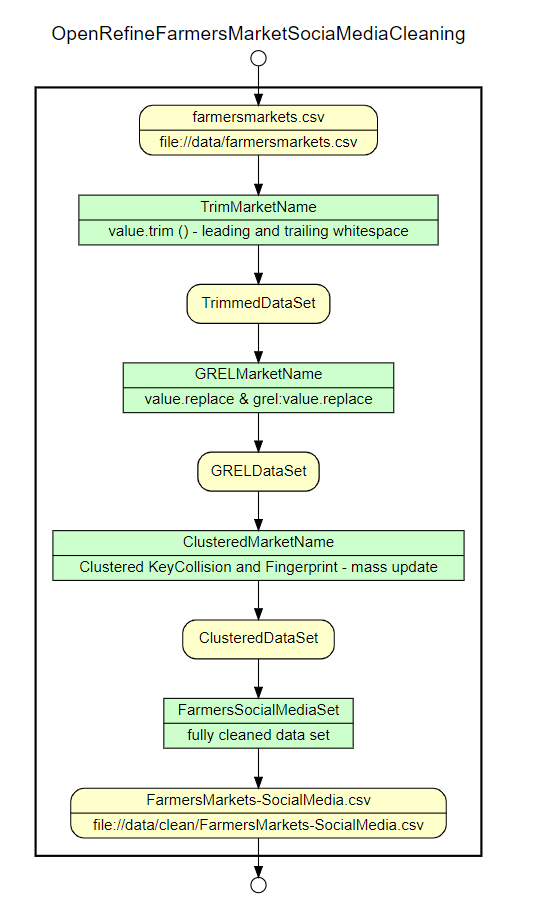 OpenRefineFarmersMarketSociaMediaCleaning
farmersmarkets.csv
file://data/farmersmarkets.csv
TrimMarketName
value.trim () - leading and trailing whitespace
TrimmedDataSet
GRELMarketName
value.replace & grel:value.replace
GRELDataSet
ClusteredMarketName
Clustered KeyCollision and Fingerprint - mass update
ClusteredDataSet
FarmersSocialMediaSet
fully cleaned data set
FarmersMarkets-SocialMedia.csv
file://data/clean/FarmersMarkets-SocialMedia.csv